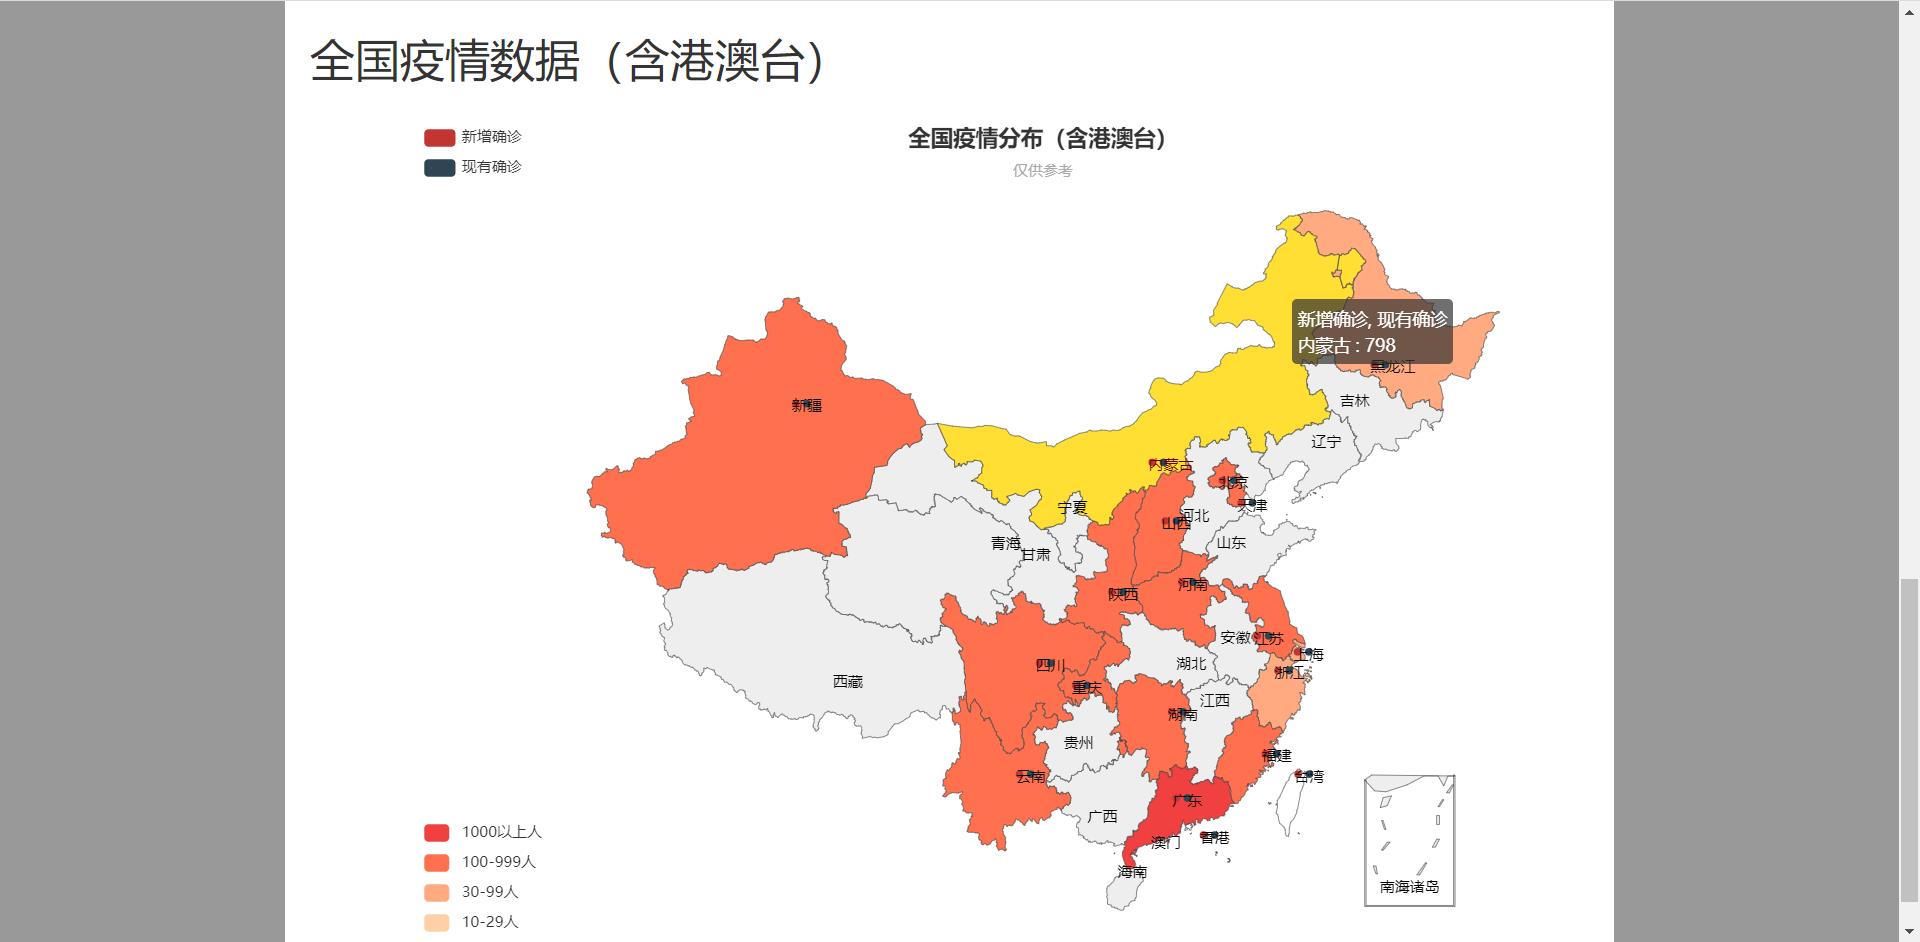 全国疫情数据（含港澳台）
新增确诊
现有确诊
全国疫情分布（含港澳台）
仅供参考
新增确诊, 现有确诊
内蒙古 : 798
黑龙江
新疆
吉林
辽宁
内蒙古
北京
宁夏
天津
山西
河北
青海
甘肃
山东
陕西
河南
安徽
江苏
上海
四川
湖北
浙江
西藏
重庆
江西
湖南
贵州
福建
云南
台湾
广东
广西
澳门
香港
海南
南海诸岛
1000以上人
100-999人
30-99人
10-29人